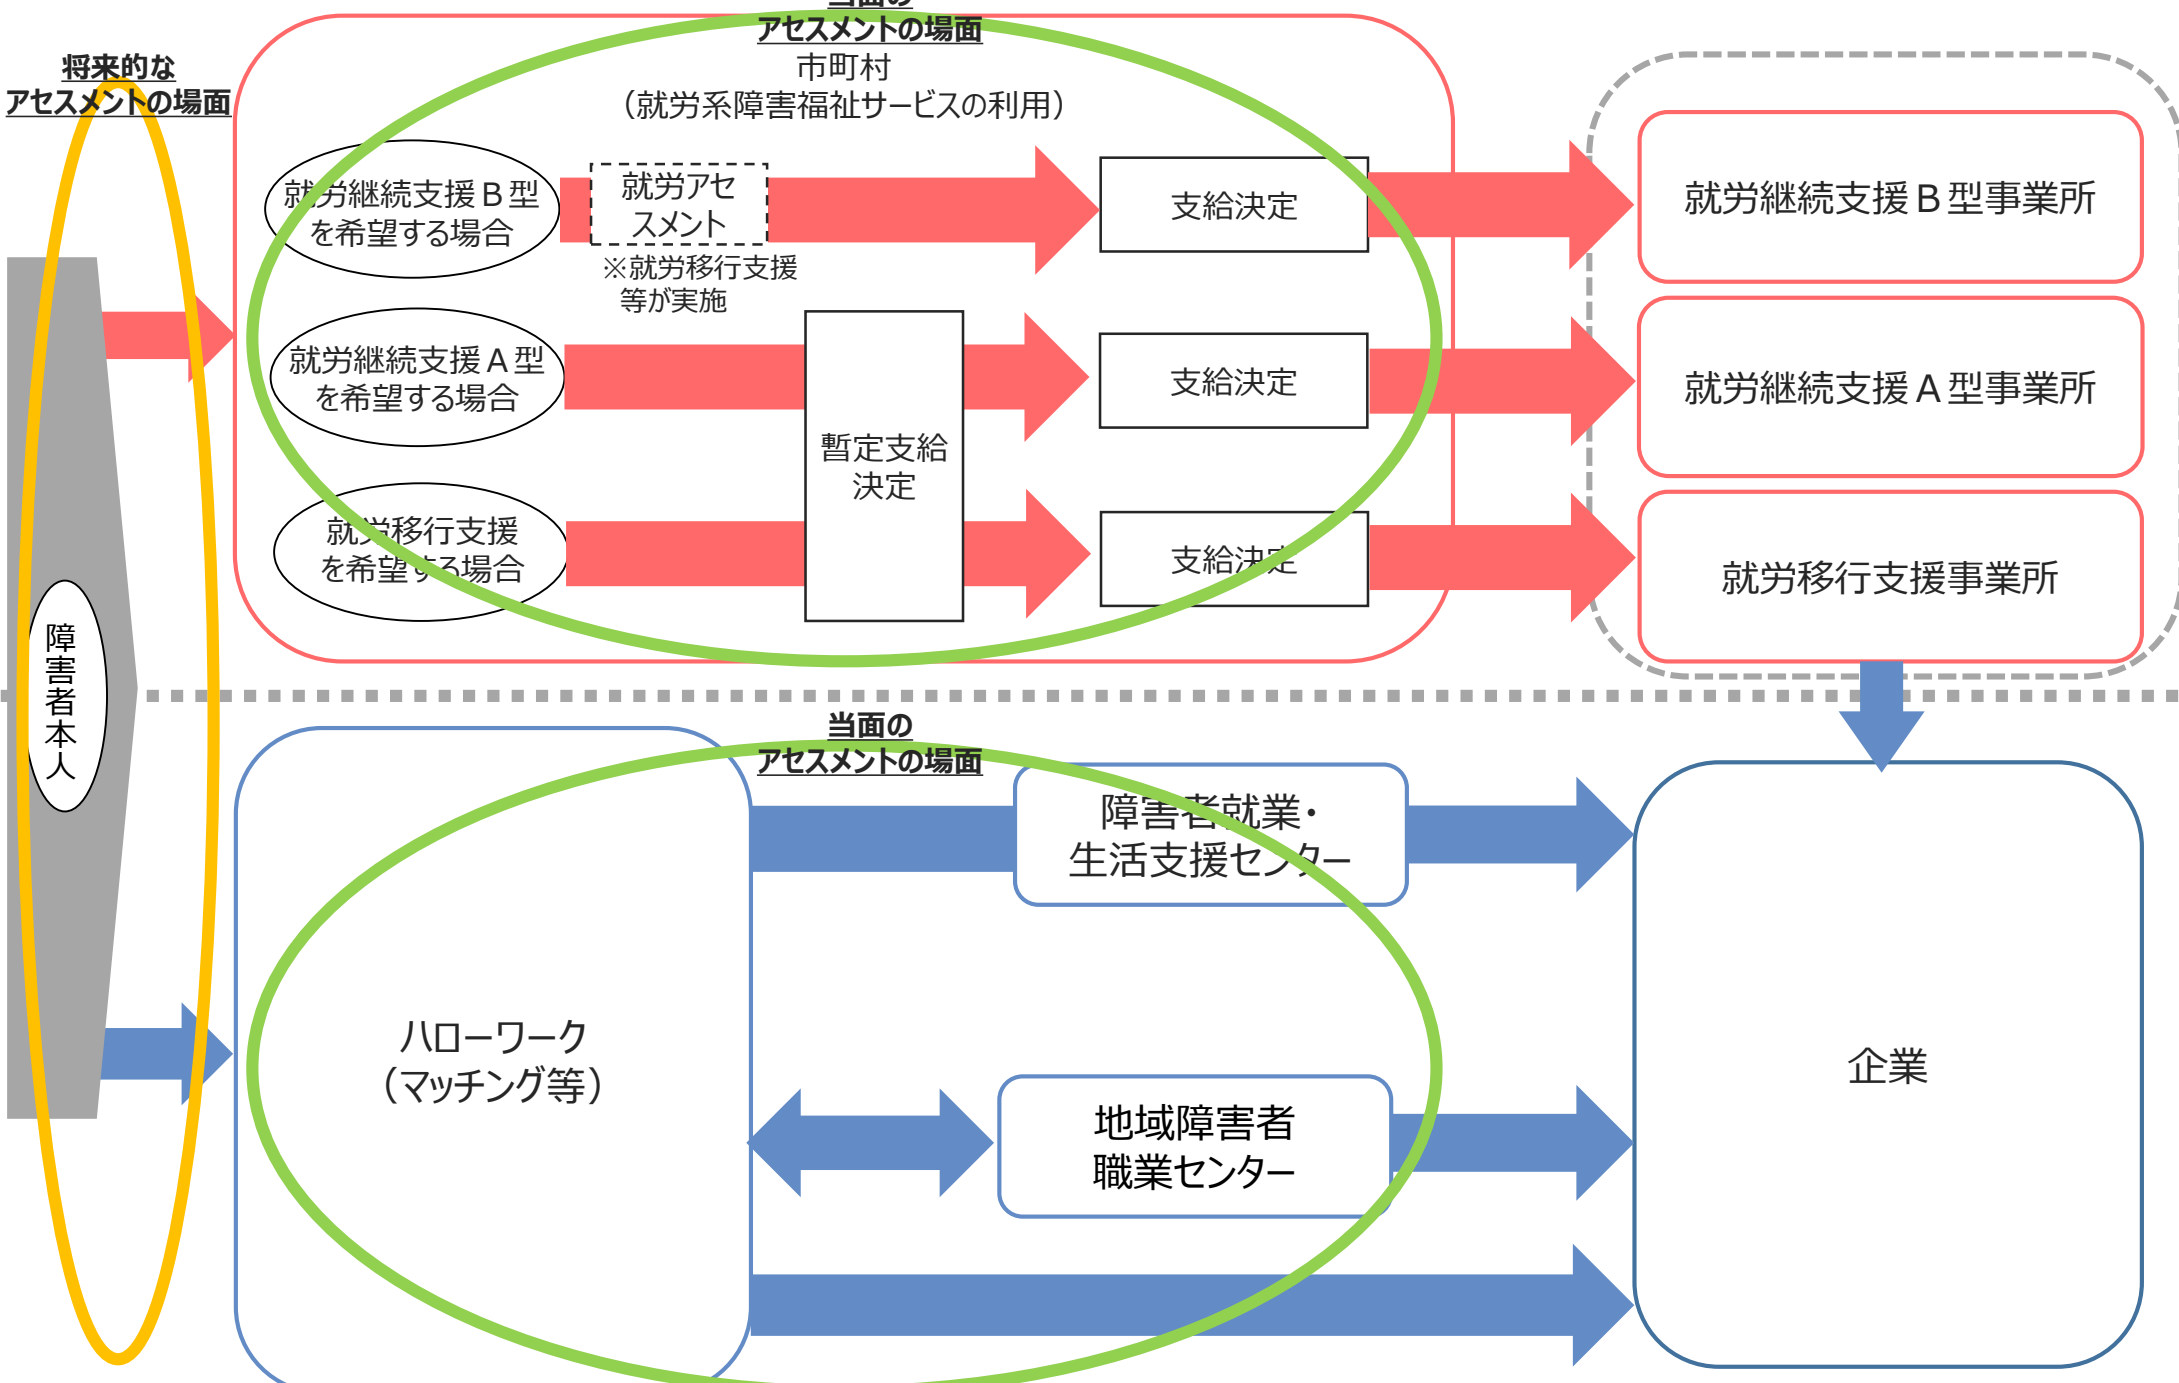 当面の
アセスメントの場面
市町村
（就労系障害福祉サービスの利用）
将来的な
アセスメントの場面
就労継続支援Ｂ型
を希望する場合
就労アセ
スメント
※就労移行支援
等が実施
支給決定
就労継続支援Ｂ型事業所
就労継続支援Ａ型
を希望する場合
暫定支給
決定
支給決定
就労継続支援Ａ型事業所
就労移行支援
を希望する場合
支給決定
就労移行支援事業所
障害者本人
当面の
アセスメントの場面
障害者就業・
生活支援センター
ハローワーク
（マッチング等）
地域障害者
職業センター
企業